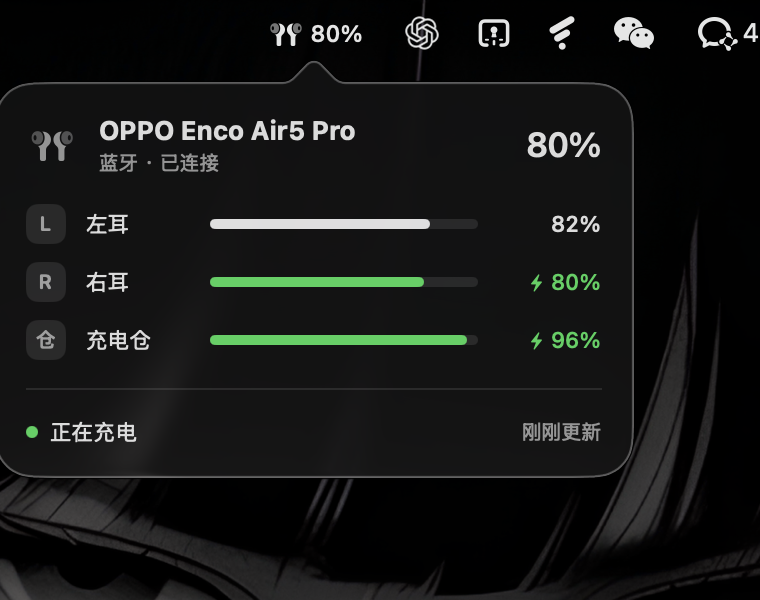 80%
4
OPPO Enco Air5 Pro
蓝牙 · 已连接
80%
L 左耳 82%
R 右耳 80%
仓 充电仓 96%
正在充电 刚刚更新